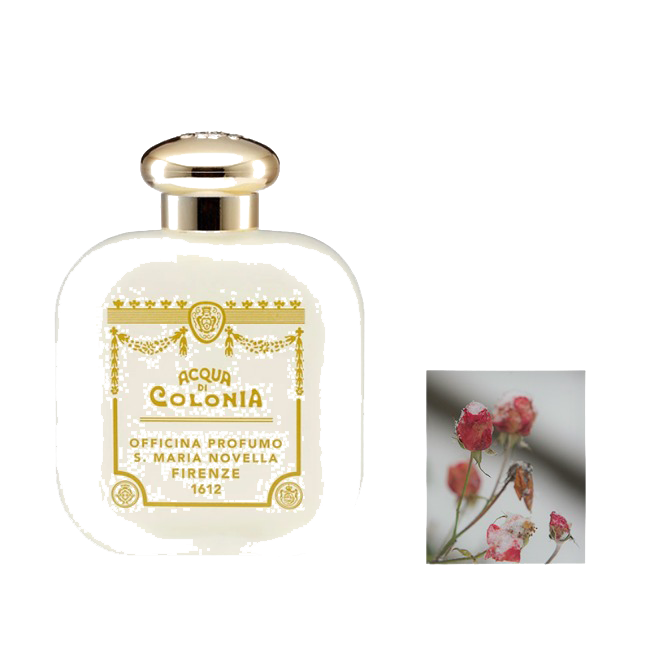 ACQUA
DI
COLONIA
OFFICINA PROFUMO
S. MARIA NOVELLA
FIRENZE
1612